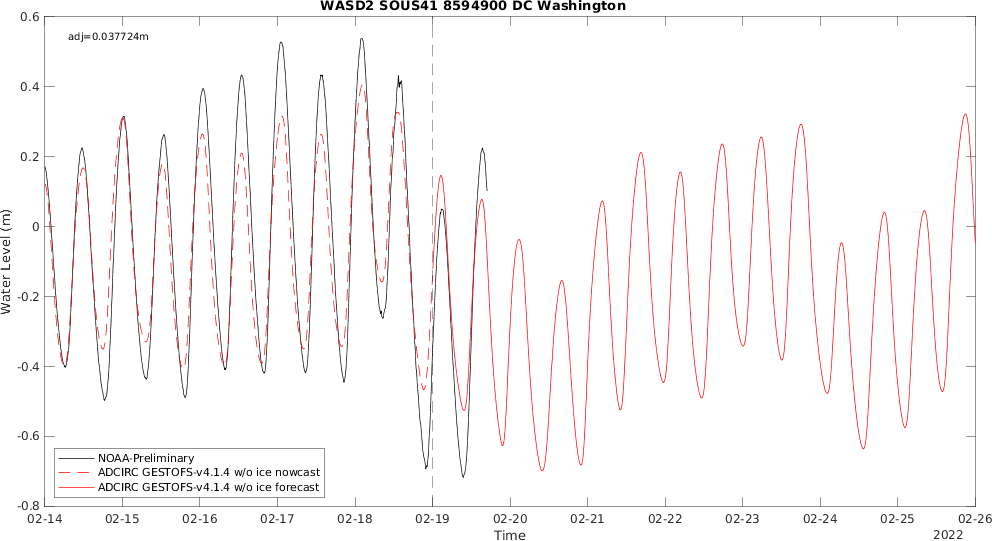 WASD2 SOUS41 8594900 DC Washington
adj=0.037724m
0.6
0.4
0.2
0
-0.2
-0.4
-0.6
-0.8
Water Level (m)
NOAA-Preliminary
ADCIRC GESTOFS-v4.1.4 w/o ice nowcast
ADCIRC GESTOFS-v4.1.4 w/o ice forecast
02-14 02-15 02-16 02-17 02-18 02-19 02-20 02-21 02-22 02-23 02-24 02-25 02-26
Time
2022